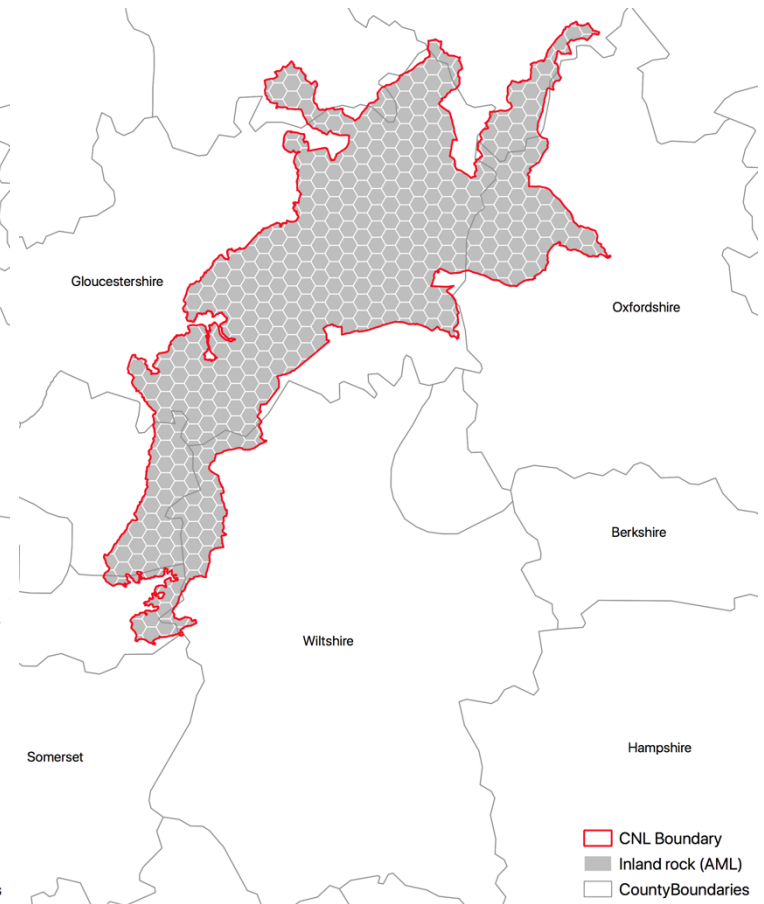 Gloucestershire
Oxfordshire
Berkshire
Wiltshire
Hampshire
Somerset
CNL Boundary
Inland rock (AML)
CountyBoundaries
s